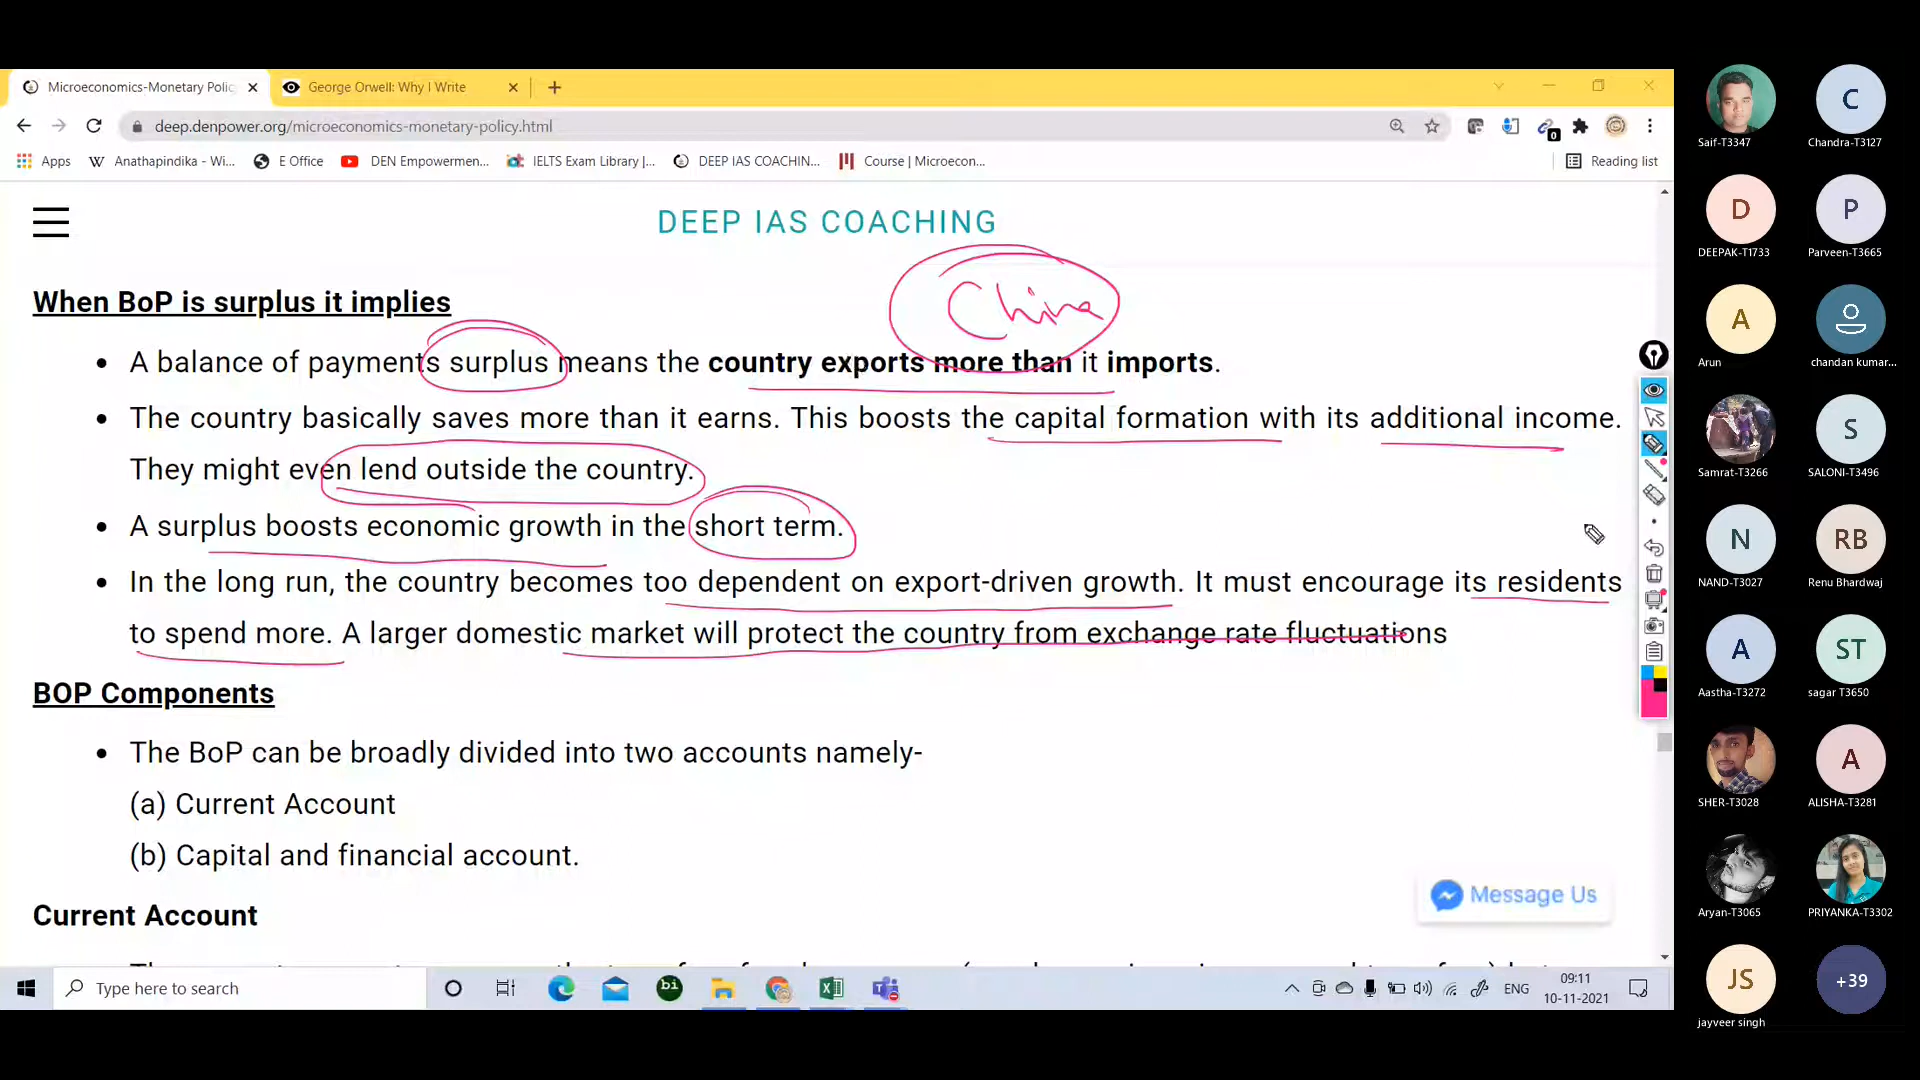 Microeconomics-Monetary Polic
George Orwell: Why I Write
deep.denpower.org/microeconomics-monetary-policy.html
0
Apps
W Anathapindika - Wi...
E Office
DEN Empowermen...
IELTS Exam Library |...
DEEP IAS COACHIN...
Course | Microecon...
Reading list
DEEP IAS COACHING
China
When BoP is surplus it implies
• A balance of payments surplus means the country exports more than it imports.
• The country basically saves more than it earns. This boosts the capital formation with its additional income.
They might even lend outside the country.
• A surplus boosts economic growth in the short term.
• In the long run, the country becomes too dependent on export-driven growth. It must encourage its residents
to spend more. A larger domestic market will protect the country from exchange rate fluctuations
BOP Components
• The BoP can be broadly divided into two accounts namely-
(a) Current Account
(b) Capital and financial account.
Current Account
Message Us
Type here to search
bi
ENG
09:11
10-11-2021
Saif-T3347
C
Chandra-T3127
D
DEEPAK-T1733
P
Parveen-T3665
A
Arun
chandan kumar...
Samrat-T3266
S
SALONI-T3496
N
NAND-T3027
RB
Renu Bhardwaj
A
Aastha-T3272
ST
sagar T3650
SHER-T3028
A
ALISHA-T3281
Aryan-T3065
PRIYANKA-T3302
JS
jayveer singh
+39